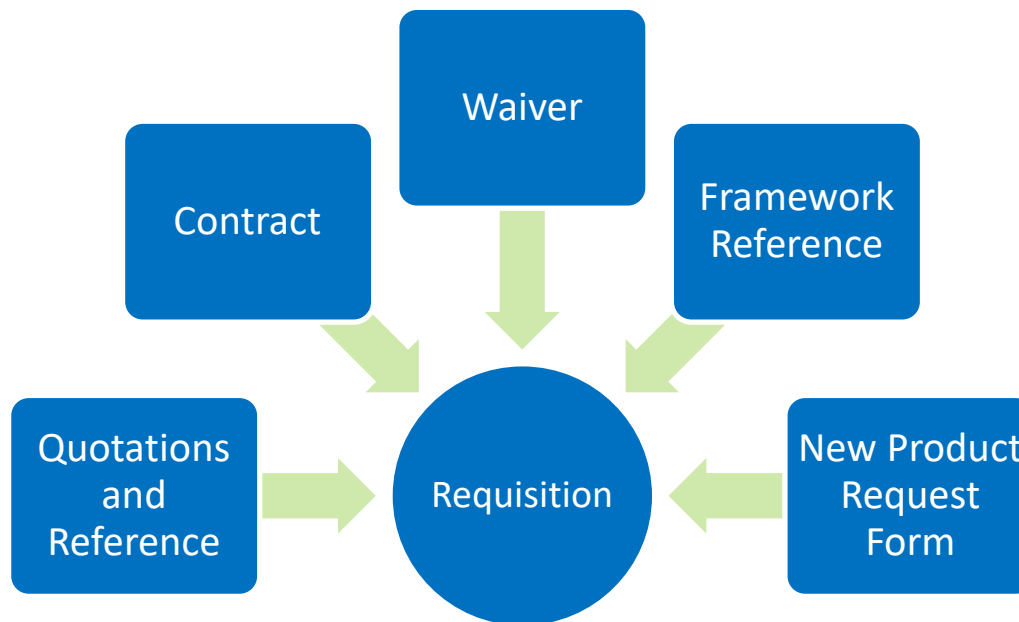 Waiver
Contract
Framework
Reference
Quotations
and
Reference
Requisition
New Product
Request
Form